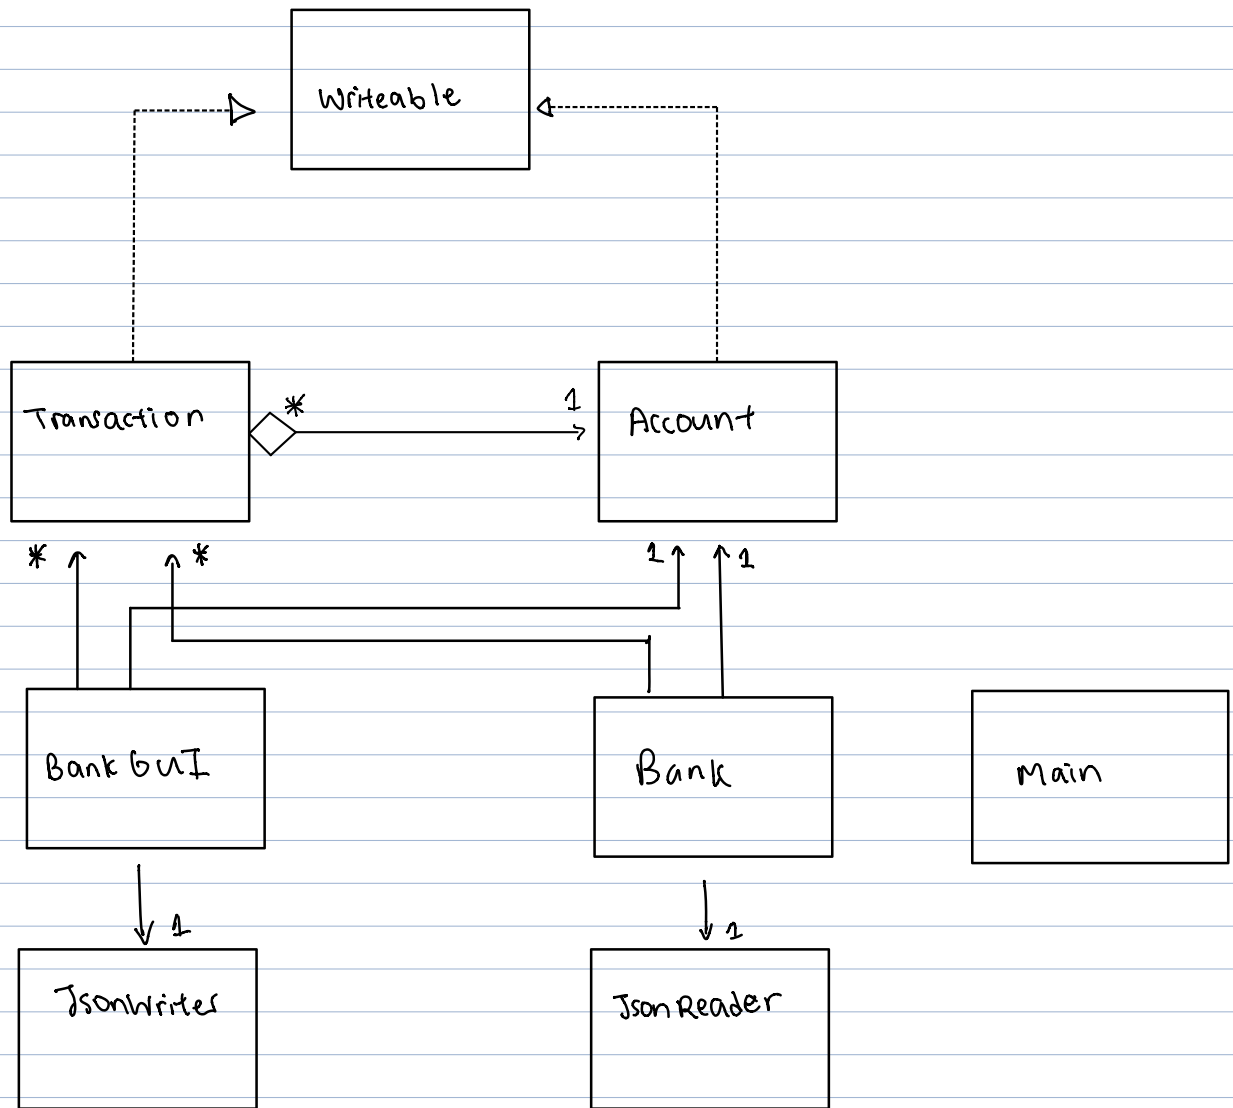 Writeable
* 1
Transaction
Account
* * 1 1
BankGUI
Bank
Main
1 1
JsonWriter
JsonReader